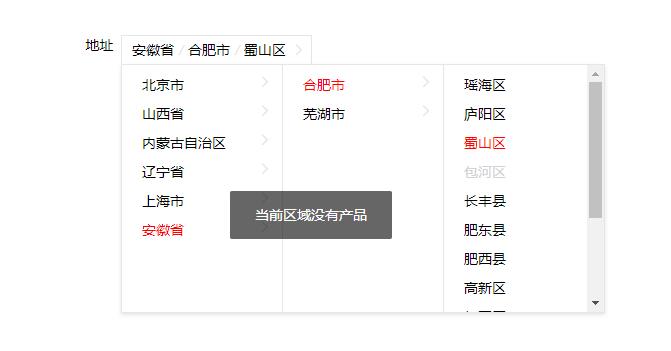 地址 安徽省 / 合肥市 / 蜀山区
北京市
山西省
内蒙古自治区
辽宁省
上海市
安徽省
合肥市
芜湖市
瑶海区
庐阳区
蜀山区
包河区
长丰县
肥东县
肥西县
高新区
当前区域没有产品